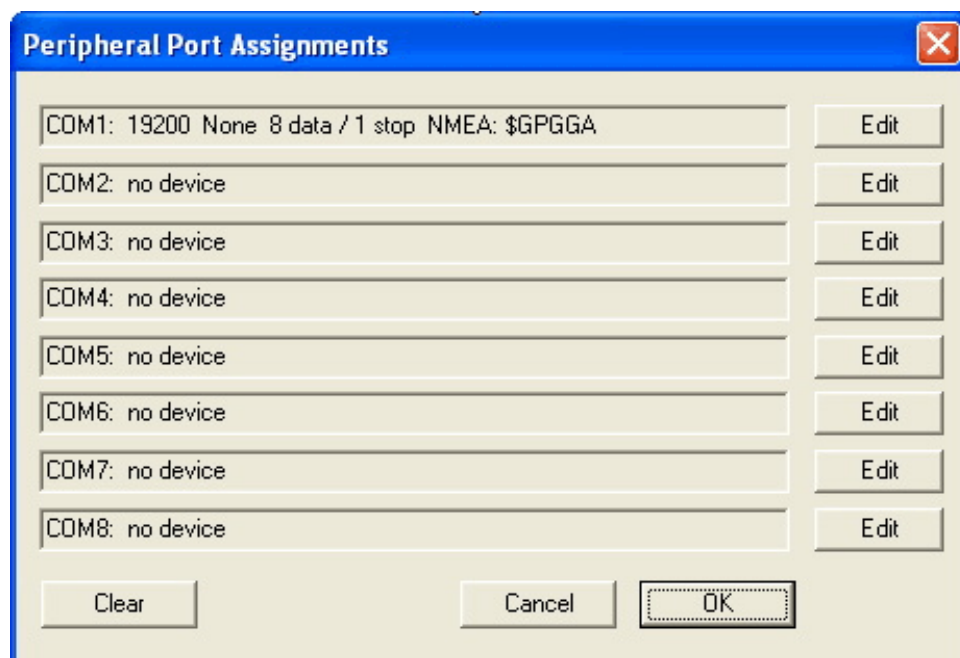 Peripheral Port Assignments
COM1: 19200 None 8 data / 1 stop NMEA: $GPGGA Edit
COM2: no device Edit
COM3: no device Edit
COM4: no device Edit
COM5: no device Edit
COM6: no device Edit
COM7: no device Edit
COM8: no device Edit
Clear Cancel OK